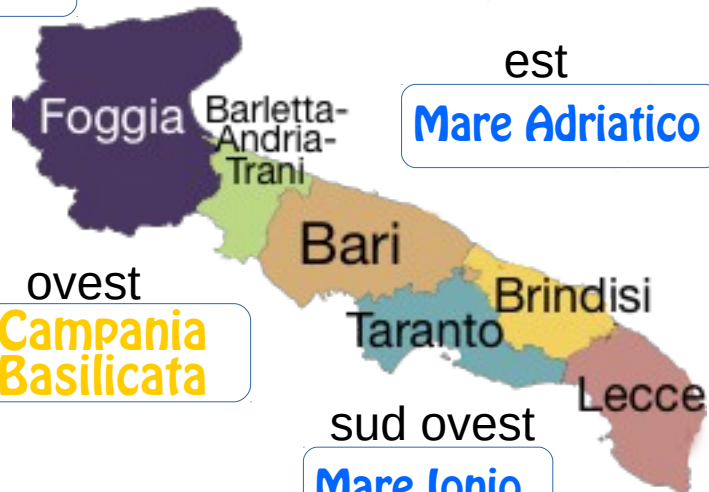 est
Mare Adriatico
Foggia
Barletta-
Andria-
Trani
Bari
ovest
Campania
Basilicata
Brindisi
Taranto
Lecce
sud ovest
Mare Ionio